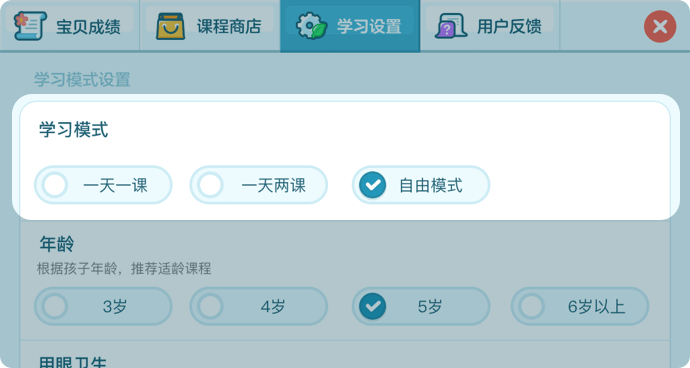 宝贝成绩
课程商店
学习设置
用户反馈
学习模式设置
学习模式
一天一课
一天两课
自由模式
年龄
根据孩子年龄，推荐适龄课程
3岁
4岁
5岁
6岁以上
用眼卫生